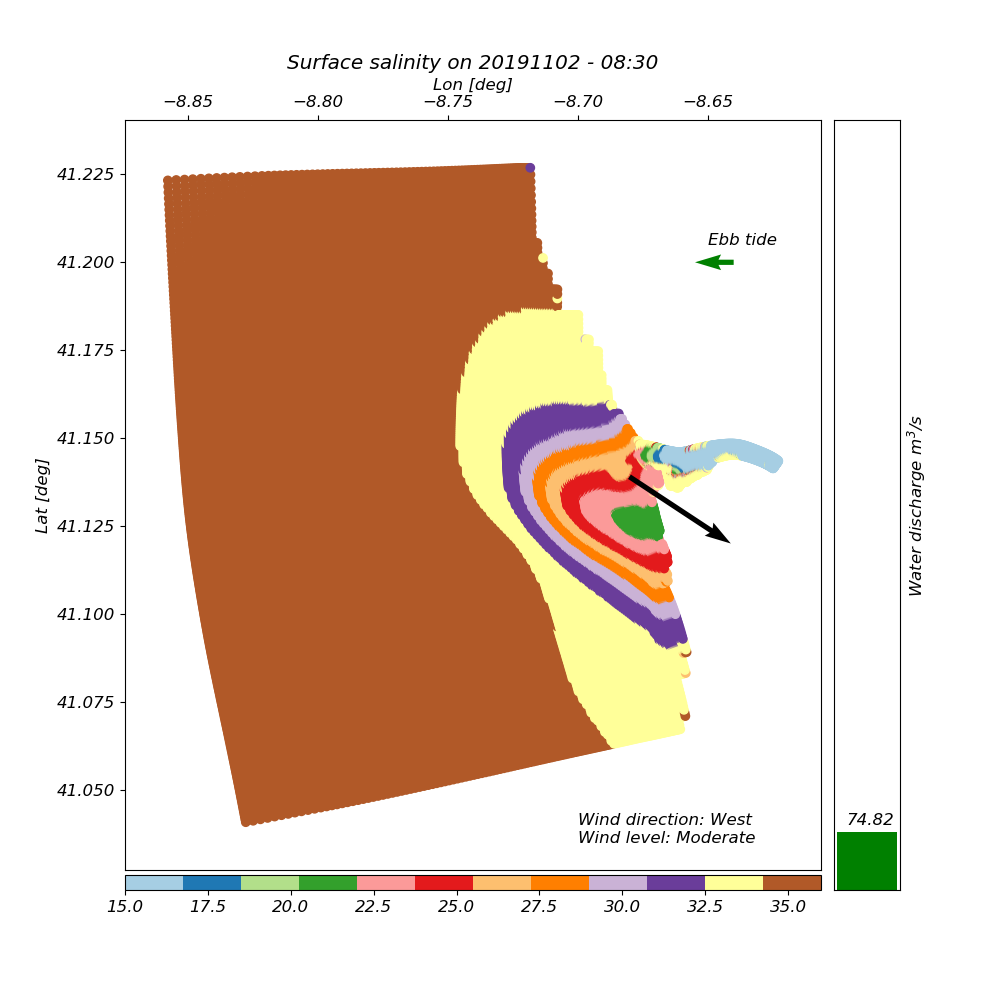 Surface salinity on 20191102 - 08:30
Lon [deg]
−8.85 −8.80 −8.75 −8.70 −8.65
41.225
41.200
41.175
41.150
41.125
41.100
41.075
41.050
Lat [deg]
Ebb tide
Wind direction: West
Wind level: Moderate
74.82
Water discharge m³/s
15.0 17.5 20.0 22.5 25.0 27.5 30.0 32.5 35.0